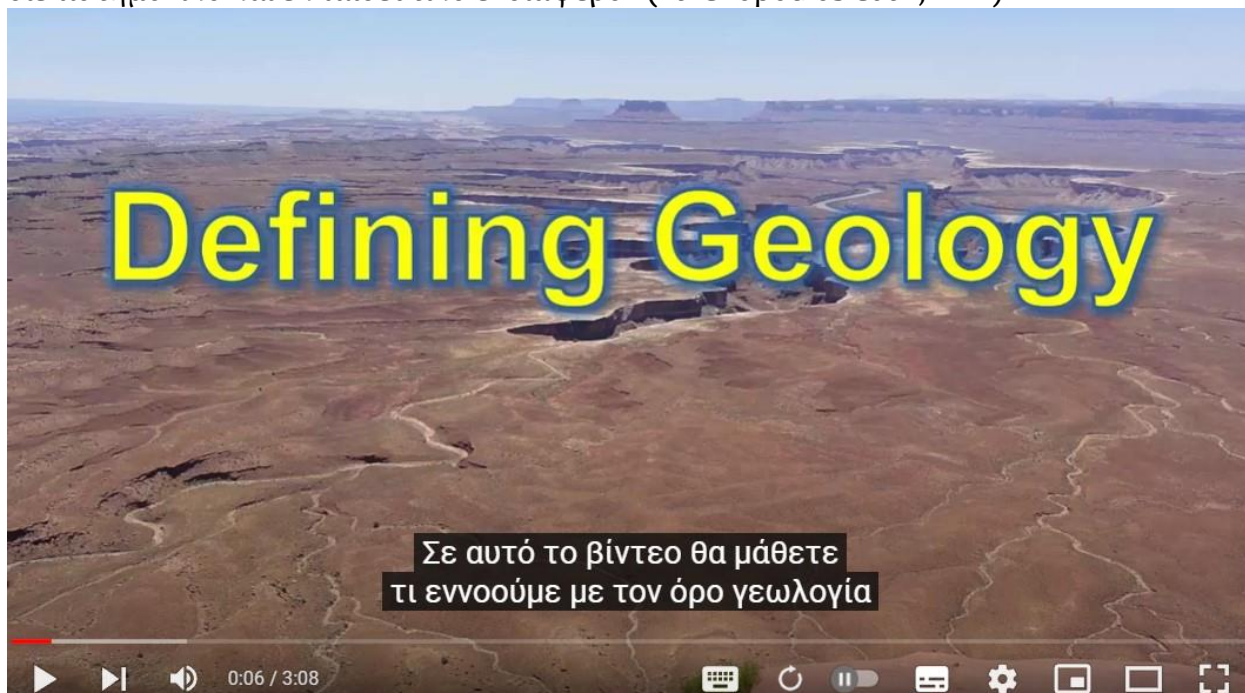 Defining Geology
Σε αυτό το βίντεο θα μάθετε
τι εννοούμε με τον όρο γεωλογία
0:06 / 3:08